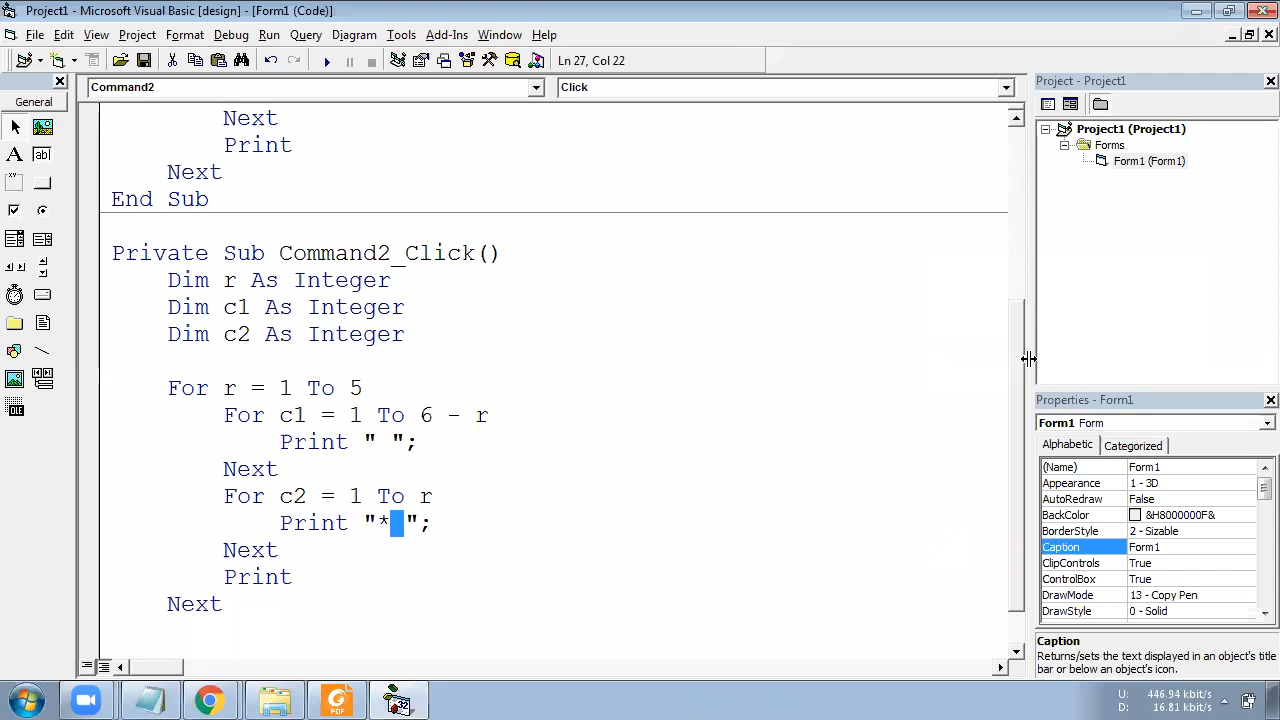 Project1 - Microsoft Visual Basic [design] - [Form1 (Code)]
File Edit View Project Format Debug Run Query Diagram Tools Add-Ins Window Help
Ln 27, Col 22
General
Command2 Click
Next
Print
Next
End Sub
Private Sub Command2_Click()
Dim r As Integer
Dim c1 As Integer
Dim c2 As Integer
For r = 1 To 5
For c1 = 1 To 6 - r
Print " ";
Next
For c2 = 1 To r
Print "* ";
Next
Print
Next
Project - Project1
Project1 (Project1)
Forms
Form1 (Form1)
Properties - Form1
Form1 Form
Alphabetic Categorized
(Name) Form1
Appearance 1 - 3D
AutoRedraw False
BackColor &H8000000F&
BorderStyle 2 - Sizable
Caption Form1
ClipControls True
ControlBox True
DrawMode 13 - Copy Pen
DrawStyle 0 - Solid
Caption
Returns/sets the text displayed in an object's title
bar or below an object's icon.
A ab|
OLE
PDF
32
U: 446.94 kbit/s
D: 16.81 kbit/s